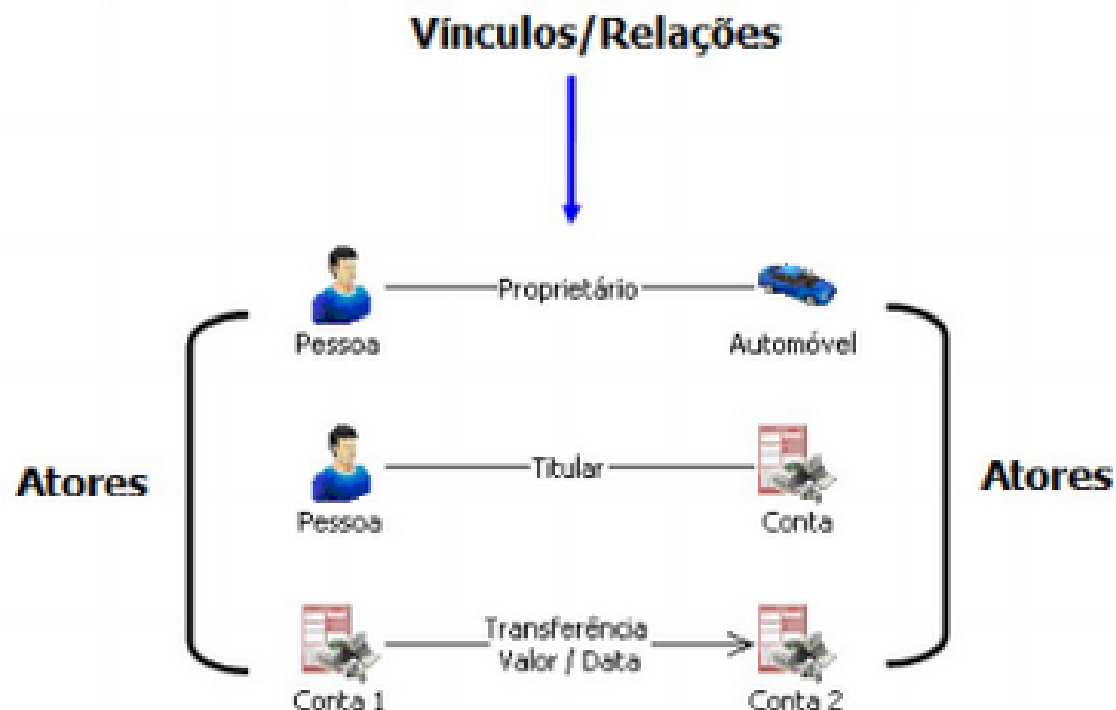 Vínculos/Relações
Proprietário
Pessoa
Automóvel
Atores
Titular
Atores
Pessoa
Conta
Transferência
Valor / Data
Conta 1
Conta 2